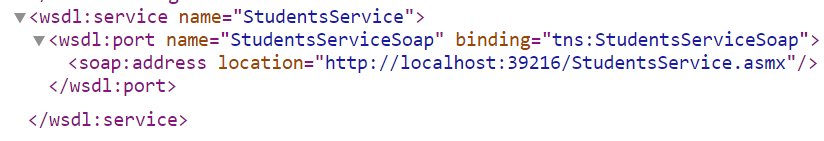 ▼<wsdl:service name="StudentsService">
▼<wsdl:port name="StudentsServiceSoap" binding="tns:StudentsServiceSoap">
<soap:address location="http://localhost:39216/StudentsService.asmx"/>
</wsdl:port>
</wsdl:service>